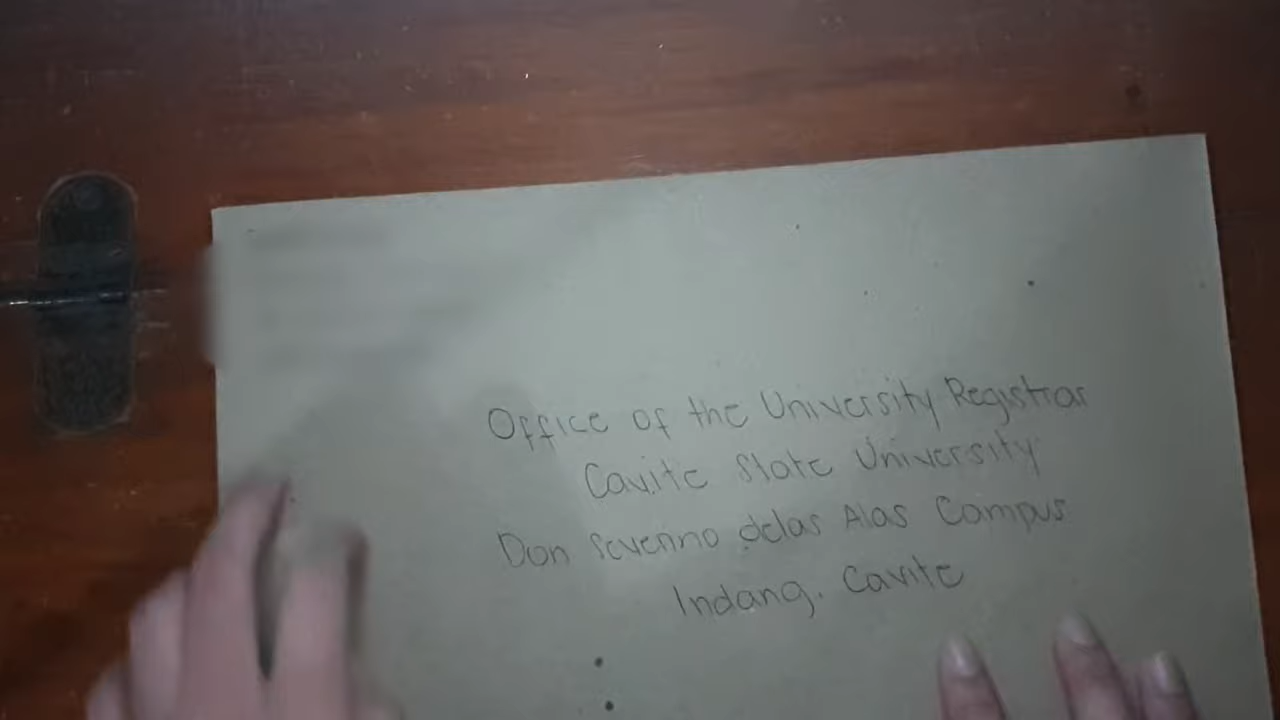 Office of the University Registrar
Cavite State University
Don Severino delas Alas Campus
Indang, Cavite